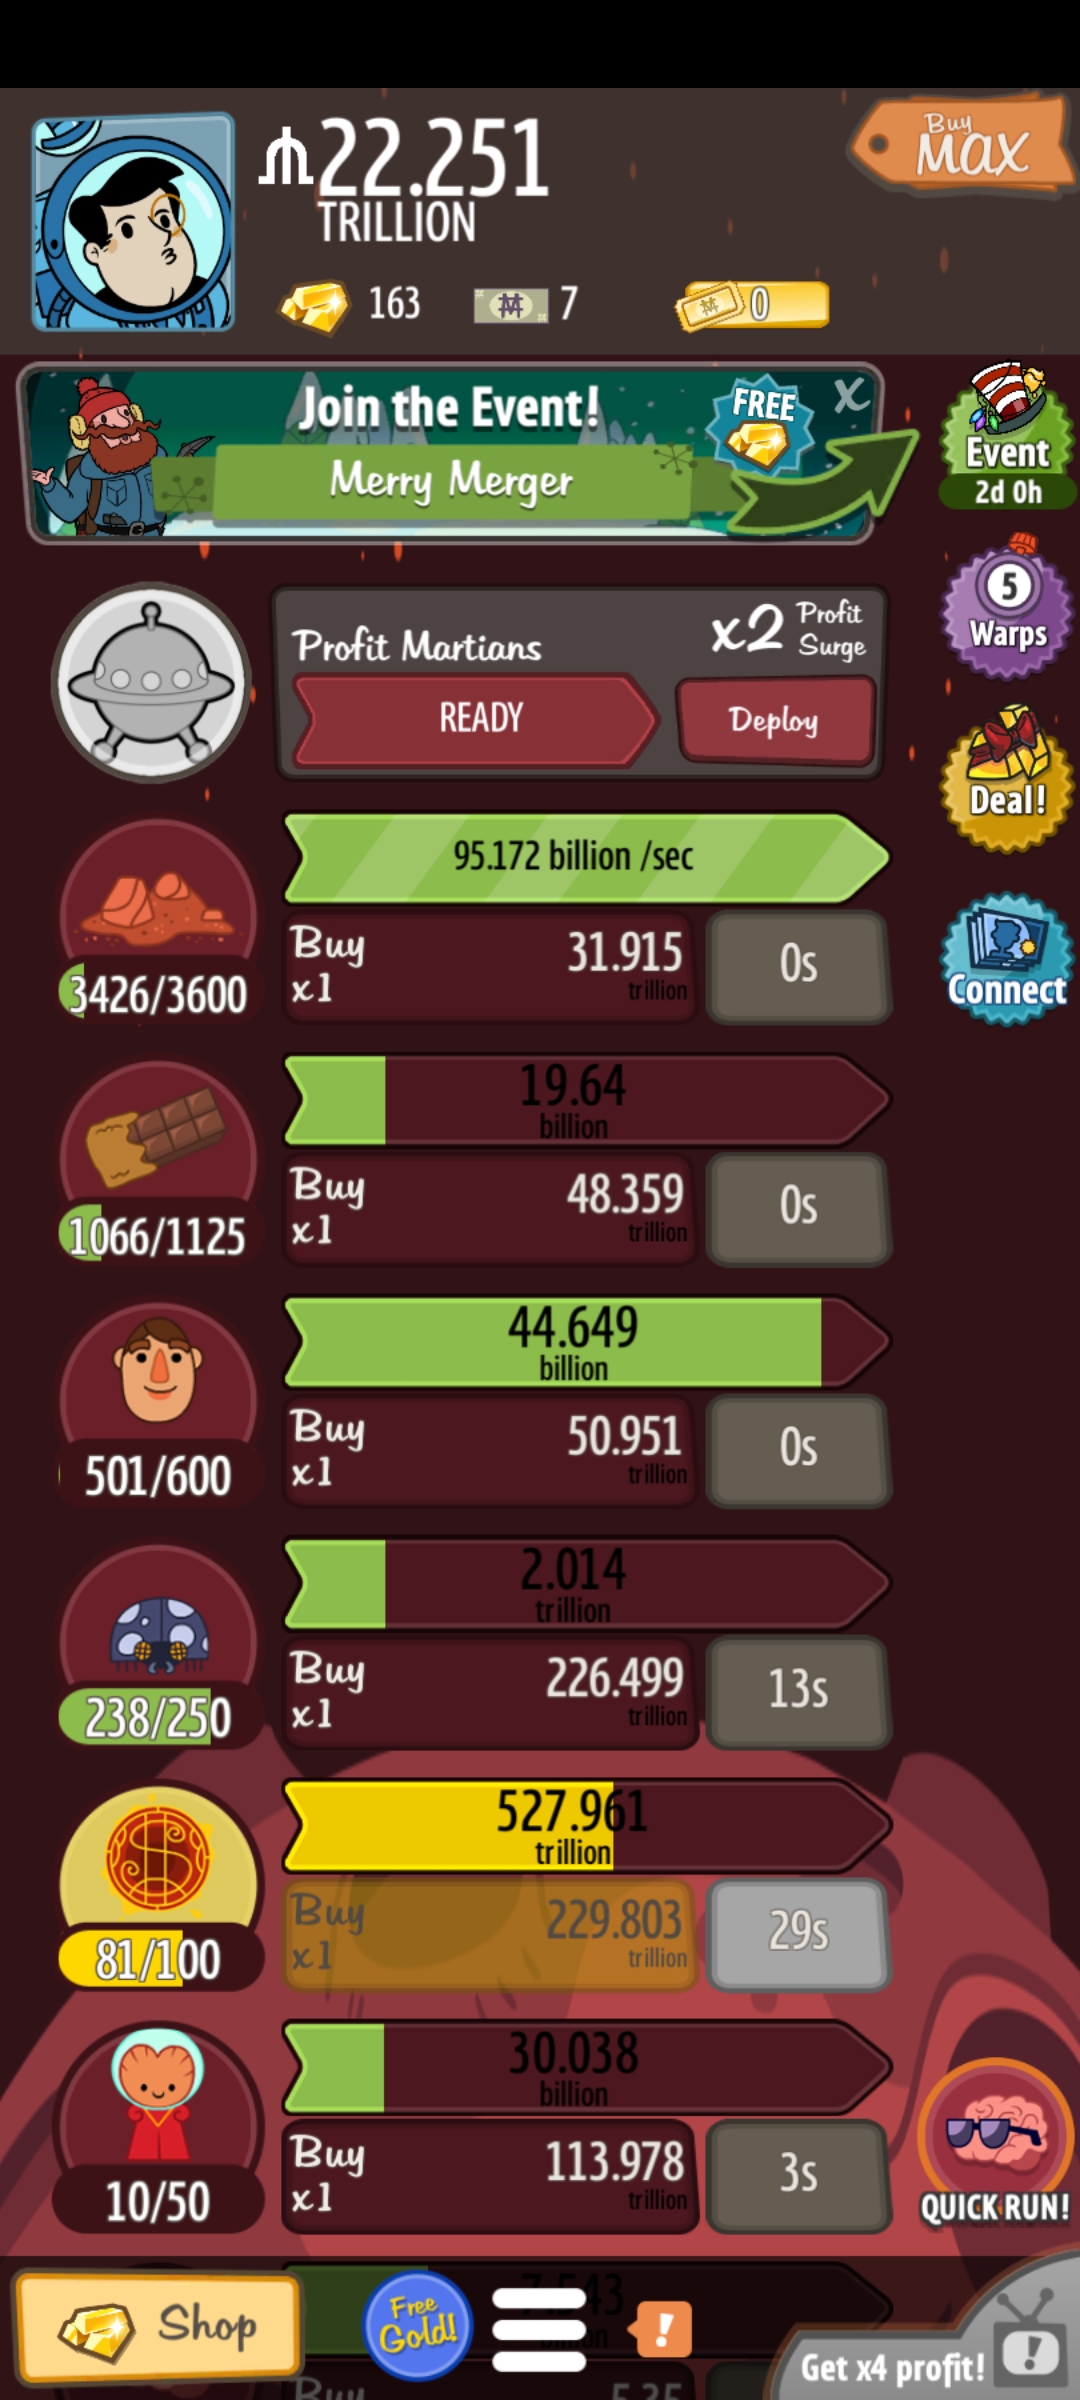 22.251
TRILLION
Buy
MAX
163
7
0
Join the Event!
FREE
X
Merry Merger
Event
2d 0h
5
Warps
Profit Martians
x2 Profit
Surge
READY
Deploy
Deal!
95.172 billion /sec
Buy
x1
31.915
trillion
0s
3426/3600
Connect
19.64
billion
Buy
x1
48.359
trillion
0s
1066/1125
44.649
billion
Buy
x1
50.951
trillion
0s
501/600
2.014
trillion
Buy
x1
226.499
trillion
13s
238/250
527.961
trillion
Buy
x1
229.803
trillion
29s
81/100
30.038
billion
Buy
x1
113.978
trillion
3s
10/50
QUICK RUN!
Shop
Free
Gold!
!
Get x4 profit!
!
Buy
5.35